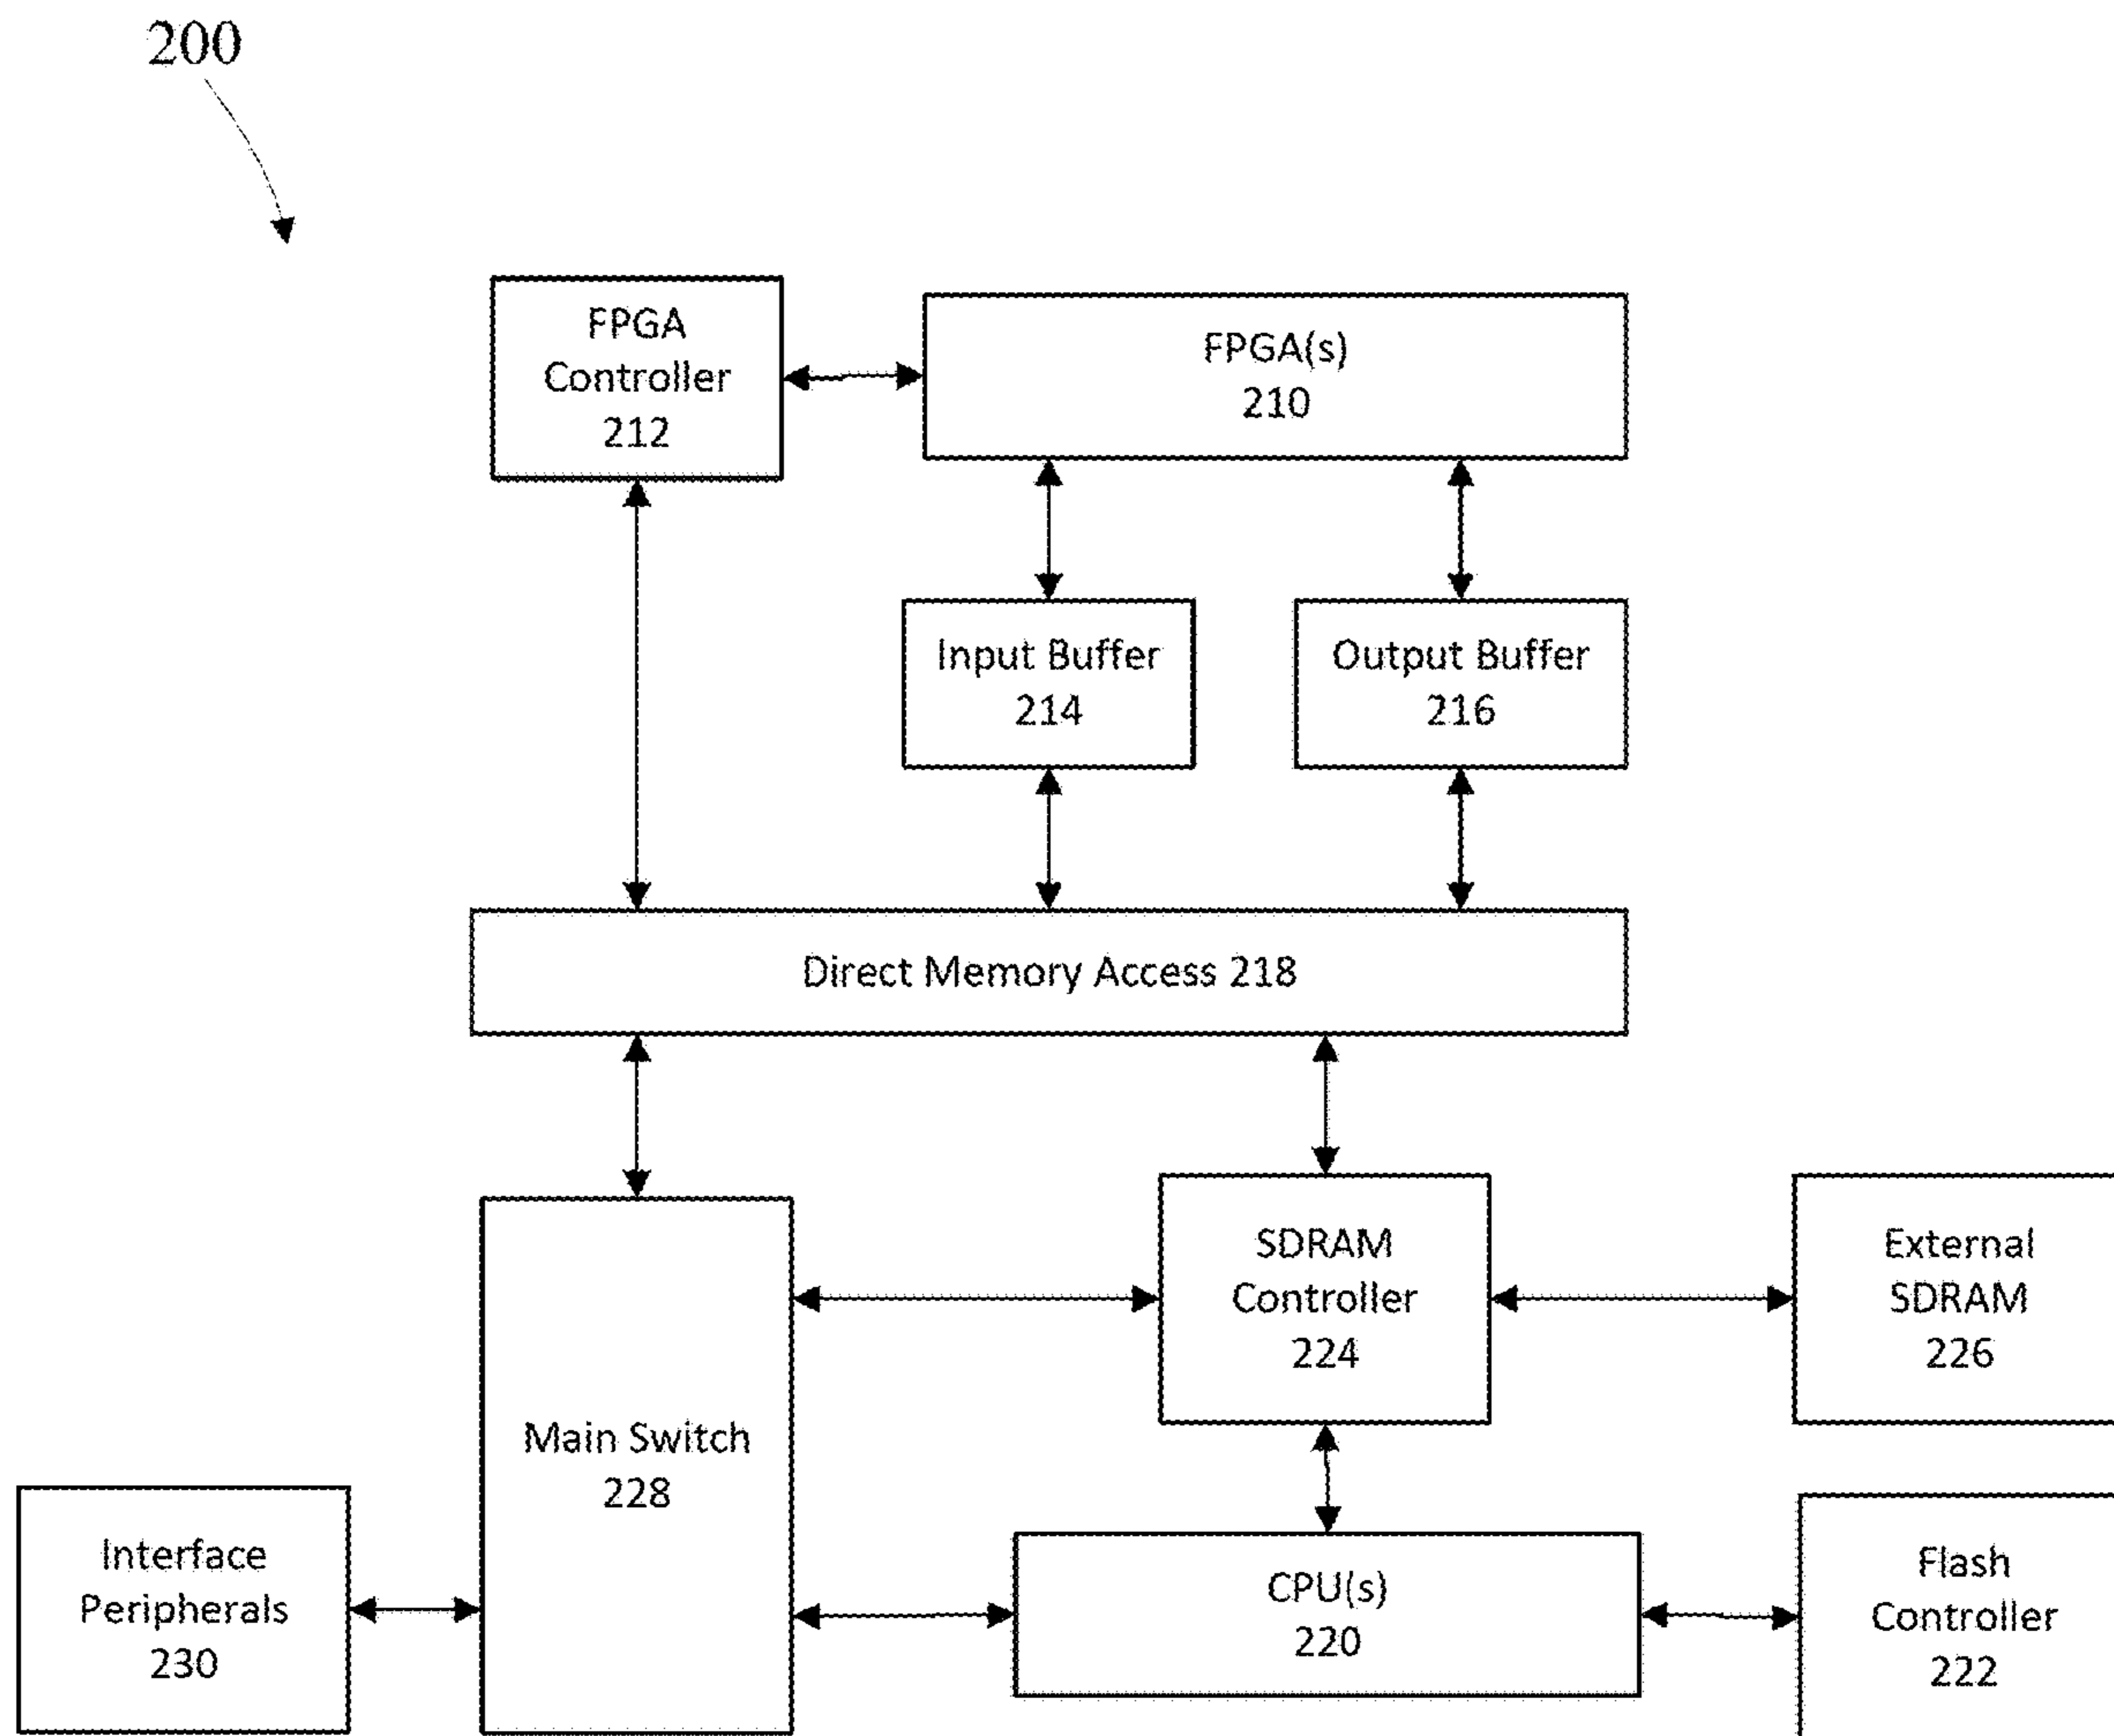 200
FPGA
Controller
212
FPGA(s)
210
Input Buffer
214
Output Buffer
216
Direct Memory Access 218
Main Switch
228
SDRAM
Controller
224
External
SDRAM
226
Interface
Peripherals
230
CPU(s)
220
Flash
Controller
222